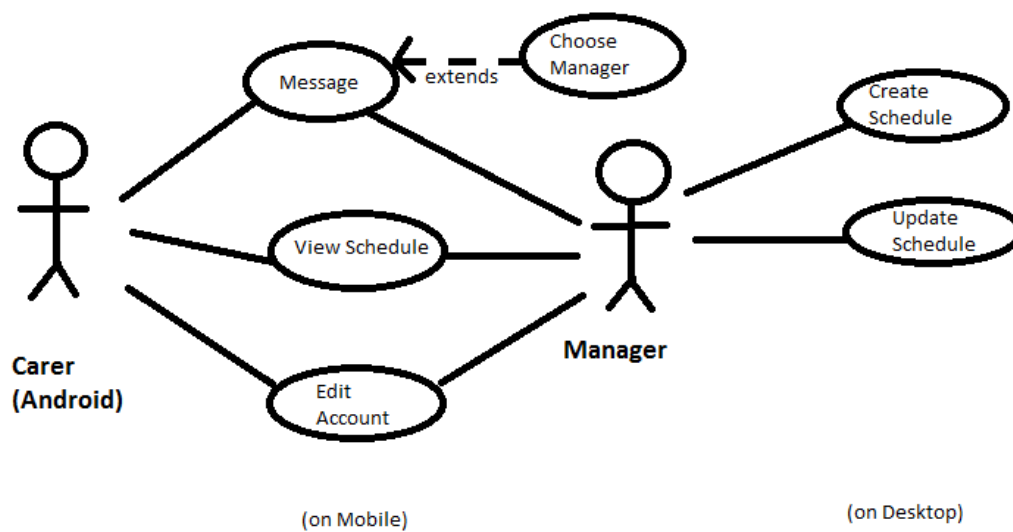 Choose
Manager
Message
extends
Create
Schedule
Update
Schedule
View Schedule
Manager
Carer
(Android)
Edit
Account
(on Mobile)
(on Desktop)